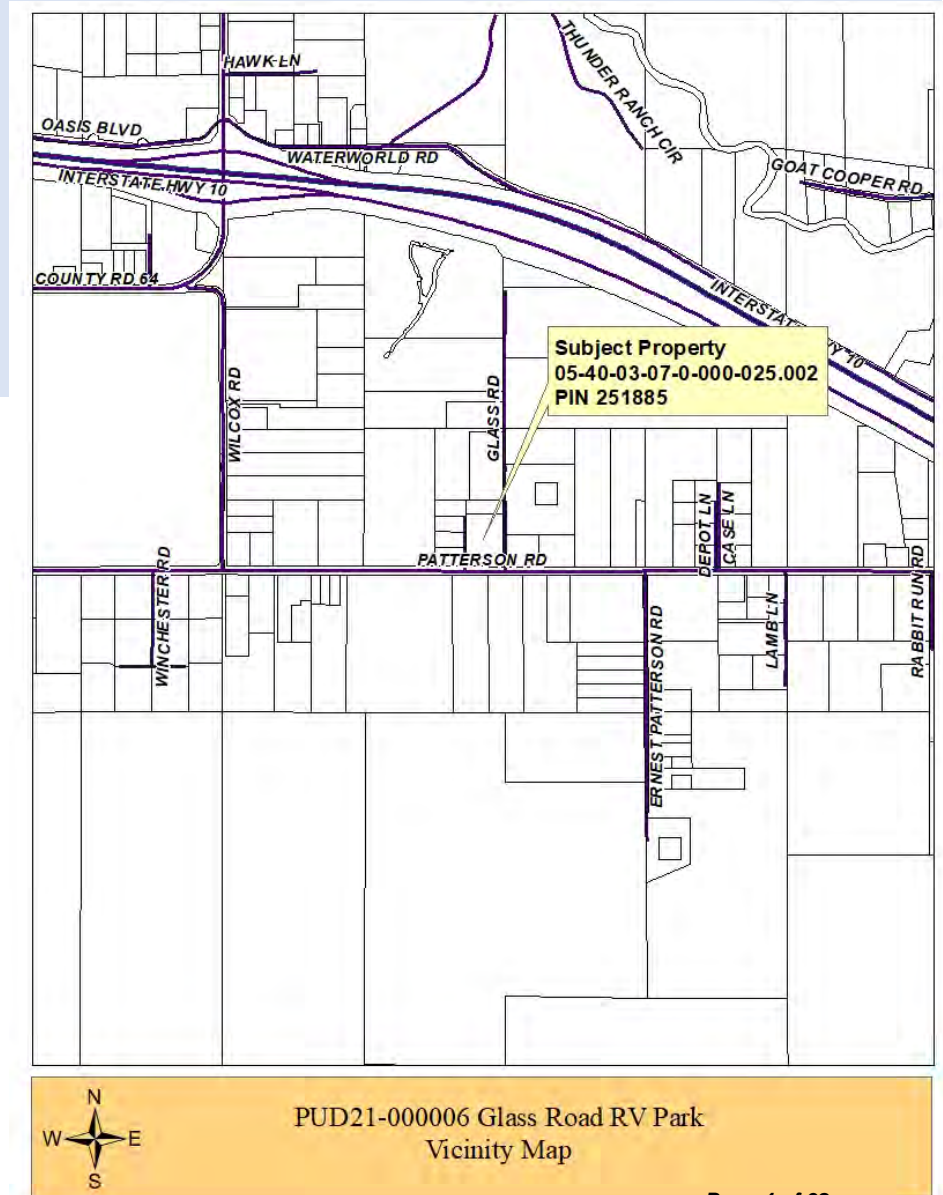 HAWK LN
THUNDER RANCH CIR
OASIS BLVD
WATERWORLD RD
GOAT COOPER RD
INTERSTATE HWY 10
COUNTY RD 64
INTERSTAT
Y 10
Subject Property
05-40-03-07-0-000-025.002
PIN 251885
WILCOX RD
GLASS RD
DEPOT LN
CASE LN
PATTERSON RD
WINCHESTER RD
RABBIT RUN RD
LAMB LN
ERNEST PATTERSON RD
N
W E
S
PUD21-000006 Glass Road RV Park
Vicinity Map